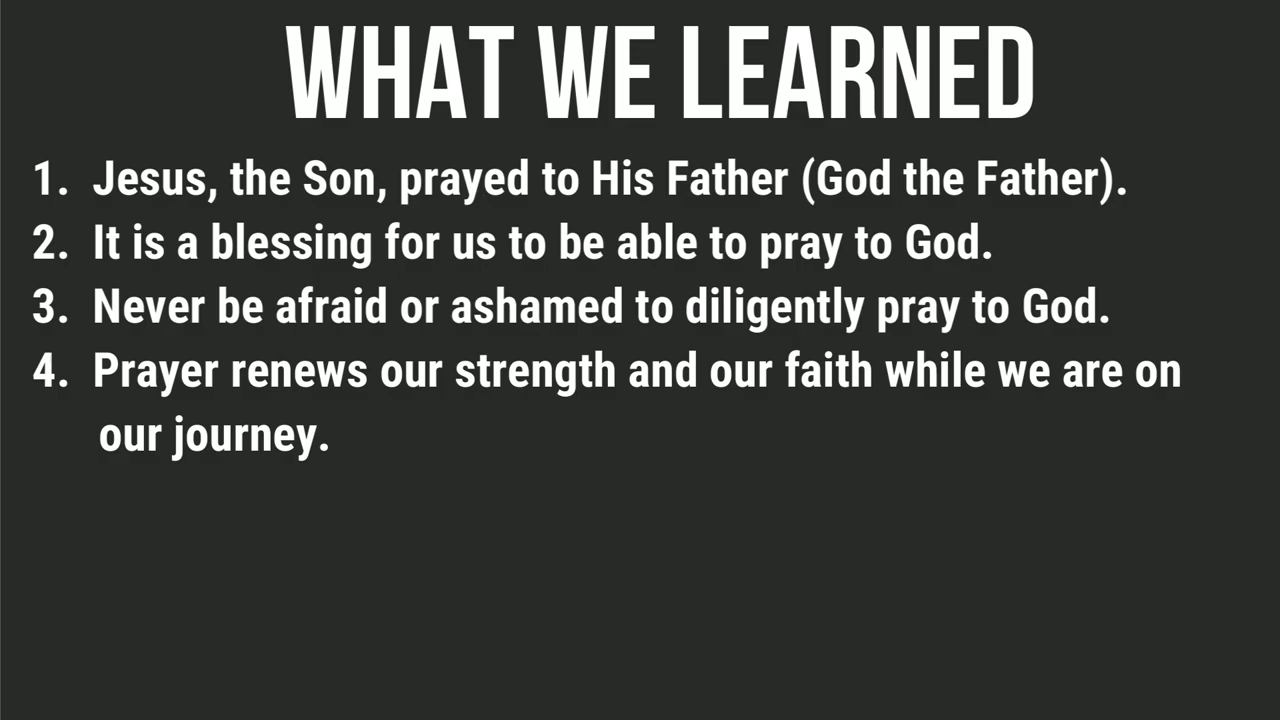 WHAT WE LEARNED
1. Jesus, the Son, prayed to His Father (God the Father).
2. It is a blessing for us to be able to pray to God.
3. Never be afraid or ashamed to diligently pray to God.
4. Prayer renews our strength and our faith while we are on
our journey.